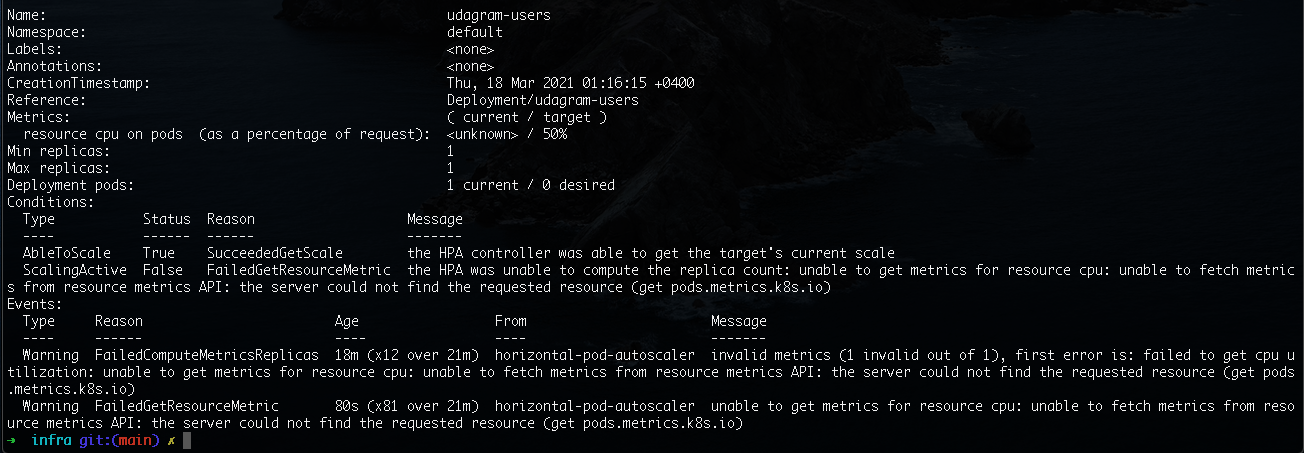 Name:                                                  udagram-users
Namespace:                                             default
Labels:                                                <none>
Annotations:                                           <none>
CreationTimestamp:                                     Thu, 18 Mar 2021 01:16:15 +0400
Reference:                                             Deployment/udagram-users
Metrics:                                               ( current / target )
  resource cpu on pods  (as a percentage of request):  <unknown> / 50%
Min replicas:                                          1
Max replicas:                                          1
Deployment pods:                                       1 current / 0 desired
Conditions:
  Type           Status  Reason                   Message
  ----           ------  ------                   -------
  AbleToScale    True    SucceededGetScale        the HPA controller was able to get the target's current scale
  ScalingActive  False   FailedGetResourceMetric  the HPA was unable to compute the replica count: unable to get metrics for resource cpu: unable to fetch metric
s from resource metrics API: the server could not find the requested resource (get pods.metrics.k8s.io)
Events:
  Type     Reason                        Age                 From                       Message
  ----     ------                        ----                ----                       -------
  Warning  FailedComputeMetricsReplicas  18m (x12 over 21m)  horizontal-pod-autoscaler  invalid metrics (1 invalid out of 1), first error is: failed to get cpu u
tilization: unable to get metrics for resource cpu: unable to fetch metrics from resource metrics API: the server could not find the requested resource (get pods
.metrics.k8s.io)
  Warning  FailedGetResourceMetric       80s (x81 over 21m)  horizontal-pod-autoscaler  unable to get metrics for resource cpu: unable to fetch metrics from reso
urce metrics API: the server could not find the requested resource (get pods.metrics.k8s.io)
➜  infra git:(main) ✗